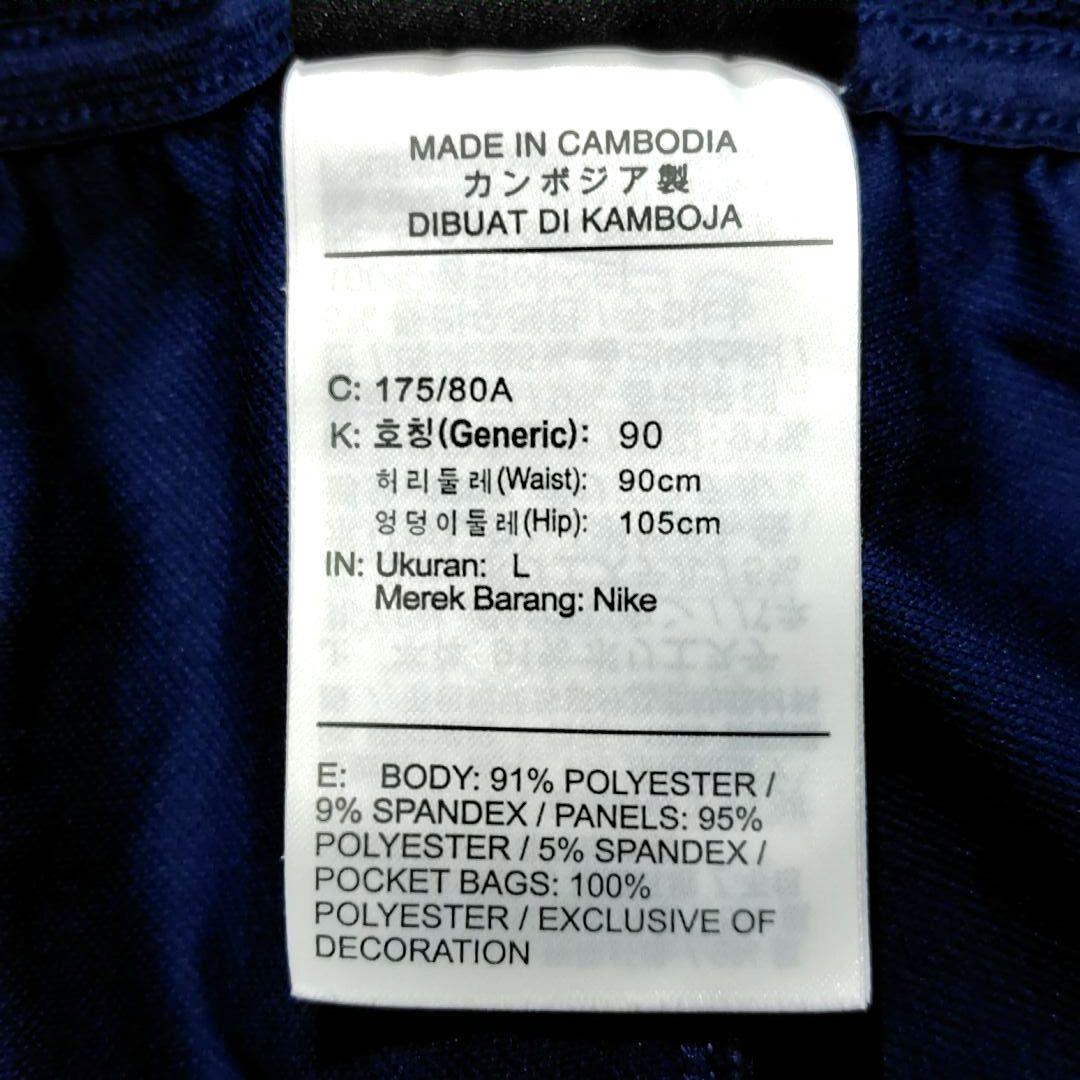 MADE IN CAMBODIA
カンボジア製
DIBUAT DI KAMBOJA
C: 175/80A
K: 호칭(Generic): 90
허리둘레(Waist): 90cm
엉덩이둘레(Hip): 105cm
IN: Ukuran: L
Merek Barang: Nike
E: BODY: 91% POLYESTER /
9% SPANDEX / PANELS: 95%
POLYESTER / 5% SPANDEX /
POCKET BAGS: 100%
POLYESTER / EXCLUSIVE OF
DECORATION